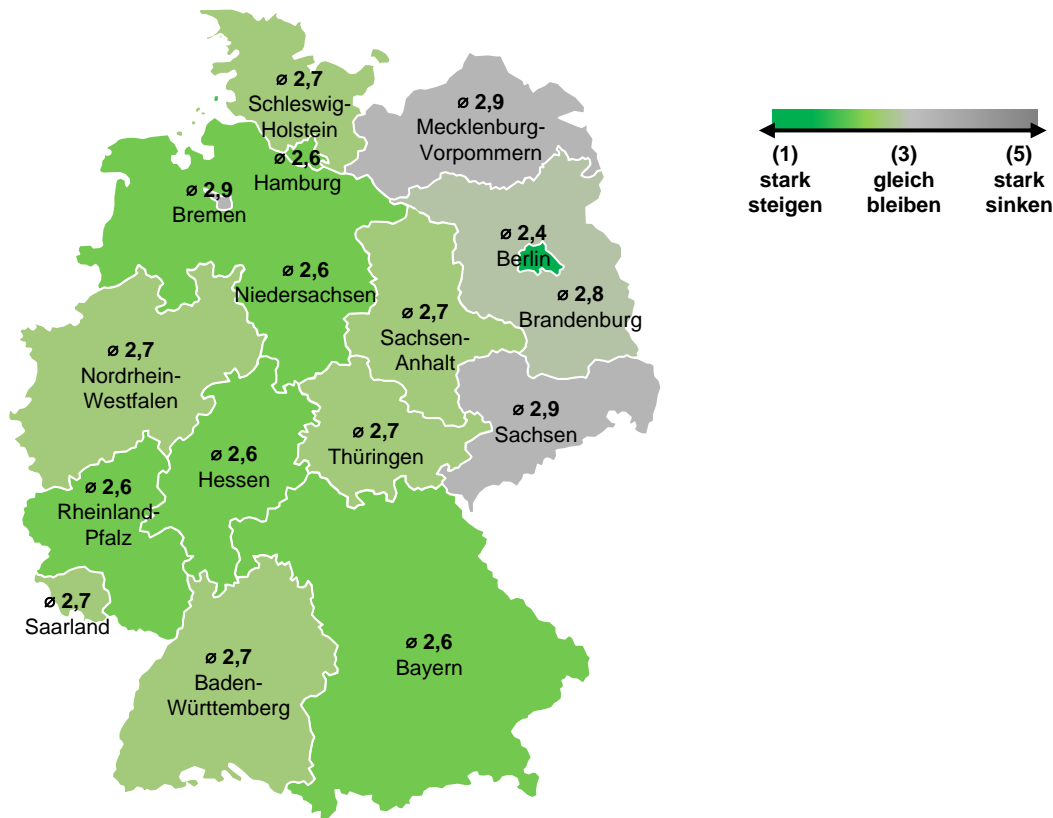 ø 2,7
Schleswig-
Holstein
ø 2,9
Mecklenburg-
Vorpommern
ø 2,6
Hamburg
ø 2,9
Bremen
ø 2,4
Berlin
ø 2,6
Niedersachsen
ø 2,8
Brandenburg
ø 2,7
Sachsen-
Anhalt
ø 2,7
Nordrhein-
Westfalen
ø 2,9
Sachsen
ø 2,7
Thüringen
ø 2,6
Hessen
ø 2,6
Rheinland-
Pfalz
ø 2,7
Saarland
ø 2,7
Baden-
Württemberg
ø 2,6
Bayern
(1)
stark
steigen
(3)
gleich
bleiben
(5)
stark
sinken